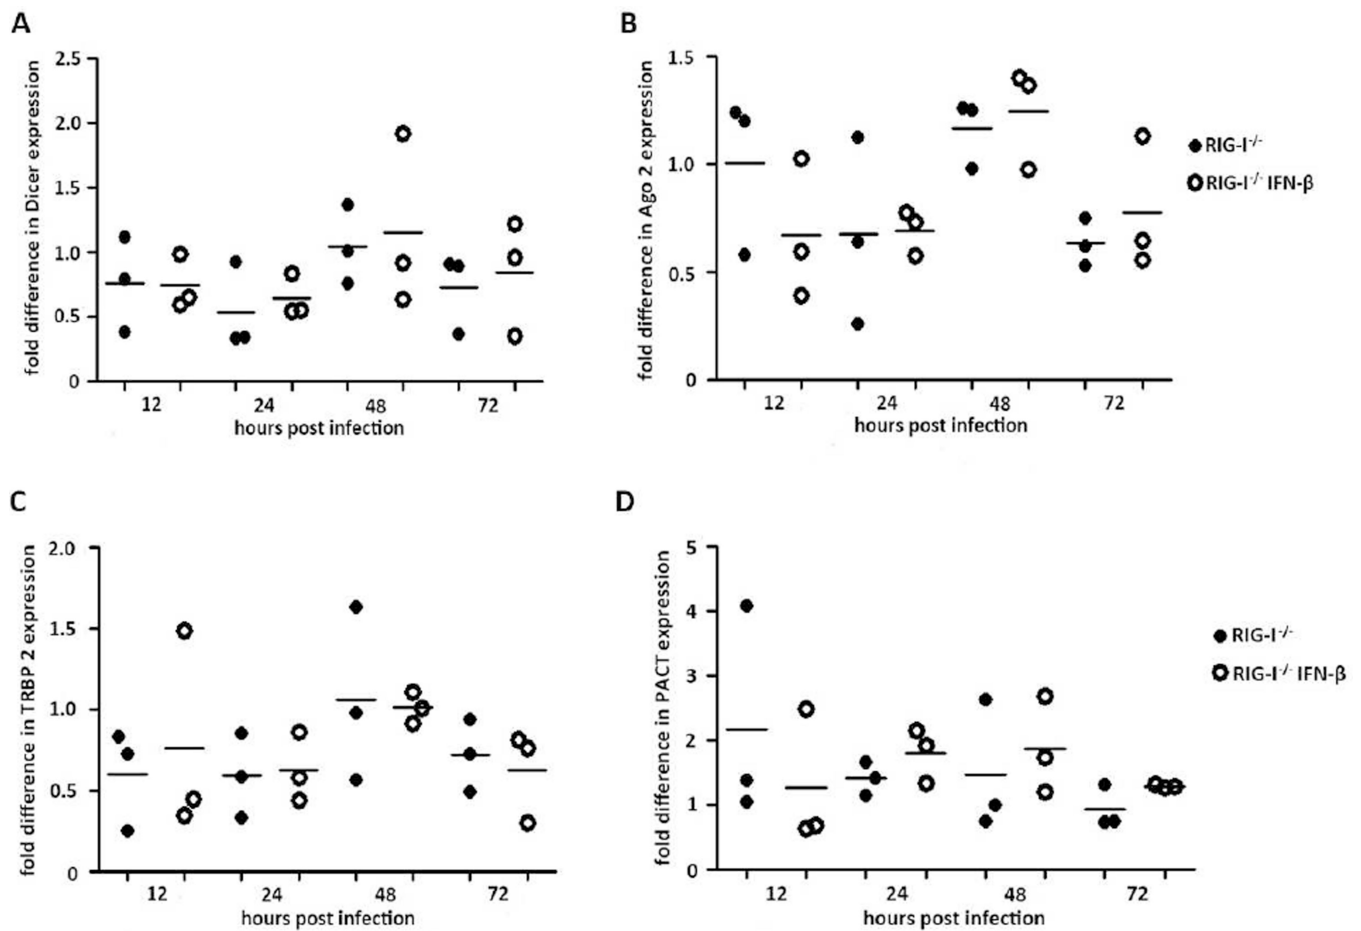 A
fold difference in Dicer expression
2.5
2.0
1.5
1.0
0.5
0
12 24 48 72
hours post infection
B
fold difference in Ago 2 expression
1.5
1.0
0.5
0
12 24 48 72
hours post infection
RIG-I-/-
RIG-I-/- IFN-β
C
fold difference in TRBP 2 expression
2.0
1.5
1.0
0.5
0
12 24 48 72
hours post infection
D
fold difference in PACT expression
5
4
3
2
1
0
12 24 48 72
hours post infection
RIG-I-/-
RIG-I-/- IFN-β